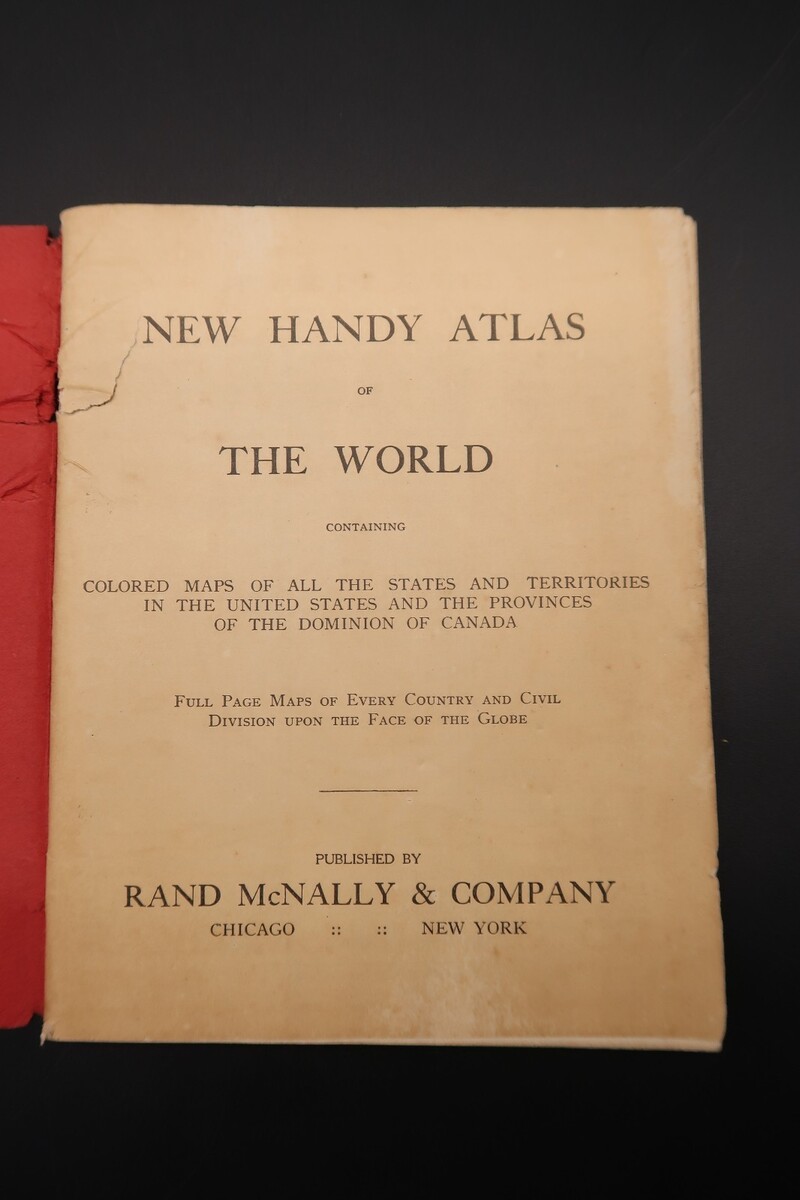 NEW HANDY ATLAS
OF
THE WORLD
CONTAINING
COLORED MAPS OF ALL THE STATES AND TERRITORIES
IN THE UNITED STATES AND THE PROVINCES
OF THE DOMINION OF CANADA
FULL PAGE MAPS OF EVERY COUNTRY AND CIVIL
DIVISION UPON THE FACE OF THE GLOBE
PUBLISHED BY
RAND McNALLY & COMPANY
CHICAGO :: :: NEW YORK